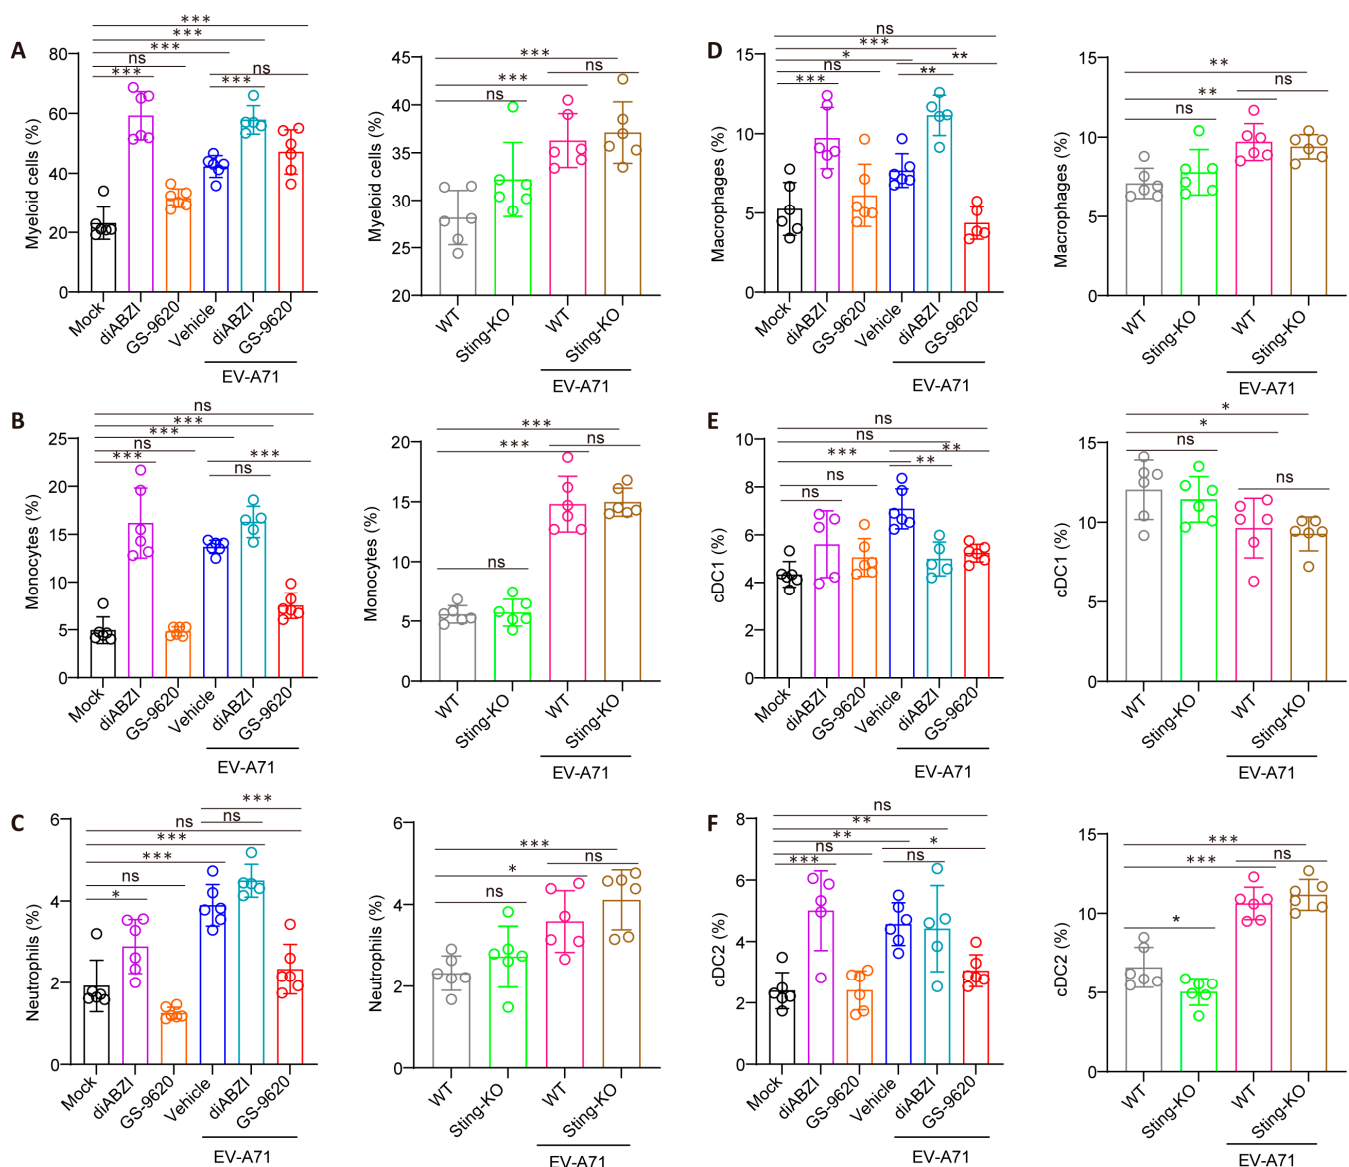 A
***
***
***
ns
***
ns
***
Myeloid cells (%)
80
60
40
20
0
Mock
diABZI
GS-9620
Vehicle
diABZI
GS-9620
EV-A71
***
ns
***
ns
Myeloid cells (%)
45
40
35
30
25
20
WT
Sting-KO
WT
Sting-KO
EV-A71
D
ns
***
*
**
ns
**
***
Macrophages (%)
15
10
5
0
Mock
diABZI
GS-9620
Vehicle
diABZI
GS-9620
EV-A71
**
ns
**
ns
Macrophages (%)
15
10
5
0
WT
Sting-KO
WT
Sting-KO
EV-A71
B
ns
***
***
ns
***
***
ns
Monocytes (%)
25
20
15
10
5
0
Mock
diABZI
GS-9620
Vehicle
diABZI
GS-9620
EV-A71
***
***
ns
ns
Monocytes (%)
20
15
10
5
0
WT
Sting-KO
WT
Sting-KO
EV-A71
E
ns
ns
**
***
**
ns
ns
cDC1 (%)
10
8
6
4
2
0
Mock
diABZI
GS-9620
Vehicle
diABZI
GS-9620
EV-A71
*
*
ns
ns
cDC1 (%)
15
10
5
0
WT
Sting-KO
WT
Sting-KO
EV-A71
C
***
ns
ns
***
***
ns
*
Neutrophils (%)
6
4
2
0
Mock
diABZI
GS-9620
Vehicle
diABZI
GS-9620
EV-A71
***
ns
*
ns
Neutrophils (%)
6
4
2
0
WT
Sting-KO
WT
Sting-KO
EV-A71
F
ns
**
**
*
ns
ns
***
cDC2 (%)
8
6
4
2
0
Mock
diABZI
GS-9620
Vehicle
diABZI
GS-9620
EV-A71
***
***
ns
*
cDC2 (%)
15
10
5
0
WT
Sting-KO
WT
Sting-KO
EV-A71